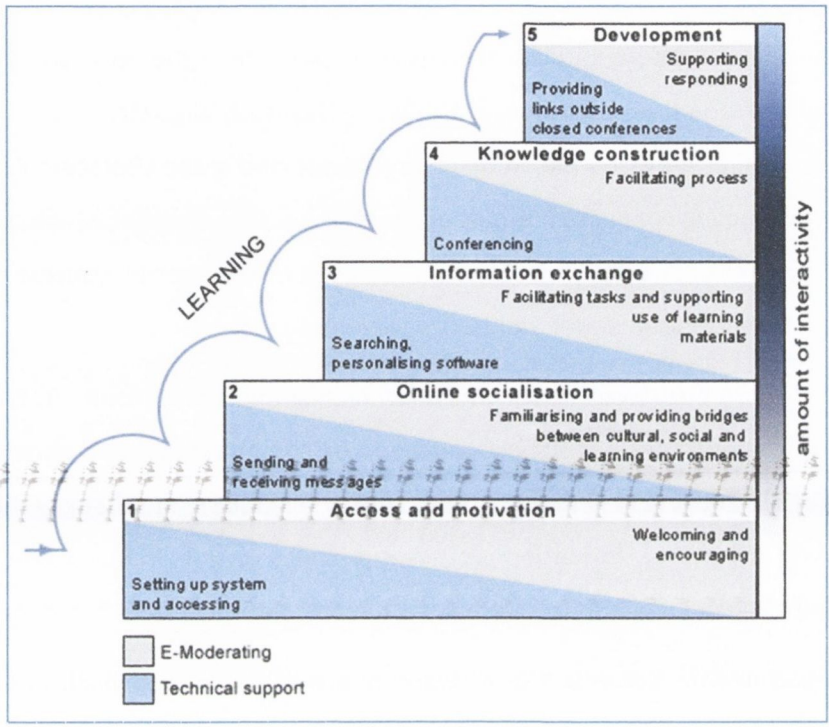 5 Development
Supporting
responding
Providing
links outside
closed conferences
4 Knowledge construction
Facilitating process
Conferencing
LEARNING
3 Information exchange
Facilitating tasks and supporting
use of learning
materials
Searching,
personalising software
2 Online socialisation
Familiarising and providing bridges
between cultural, social and
learning environments
Sending and
receiving messages
1 Access and motivation
Welcoming and
encouraging
Setting up system
and accessing
amount of interactivity
E-Moderating
Technical support